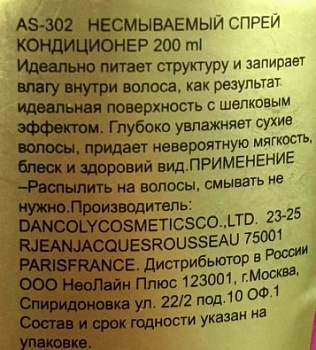 AS-302 НЕСМЫВАЕМЫЙ СПРЕЙ
КОНДИЦИОНЕР 200 ml
Идеально питает структуру и запирает
влагу внутри волоса, как результат
идеальная поверхность с шелковым
эффектом. Глубоко увлажняет сухие
волосы, придает невероятную мягкость,
блеск и здоровий вид.ПРИМЕНЕНИЕ
–Распылить на волосы, смывать не
нужно.Производитель:
DANCOLYCOSMETICSCO.,LTD. 23-25
RJEANJACQUESROUSSEAU 75001
PARISFRANCE. Дистрибьютор в России
ООО НеоЛайн Плюс 123001, г.Москва,
Спиридоновка ул. 22/2 под.10 ОФ.1
Состав и срок годности указан на
упаковке.